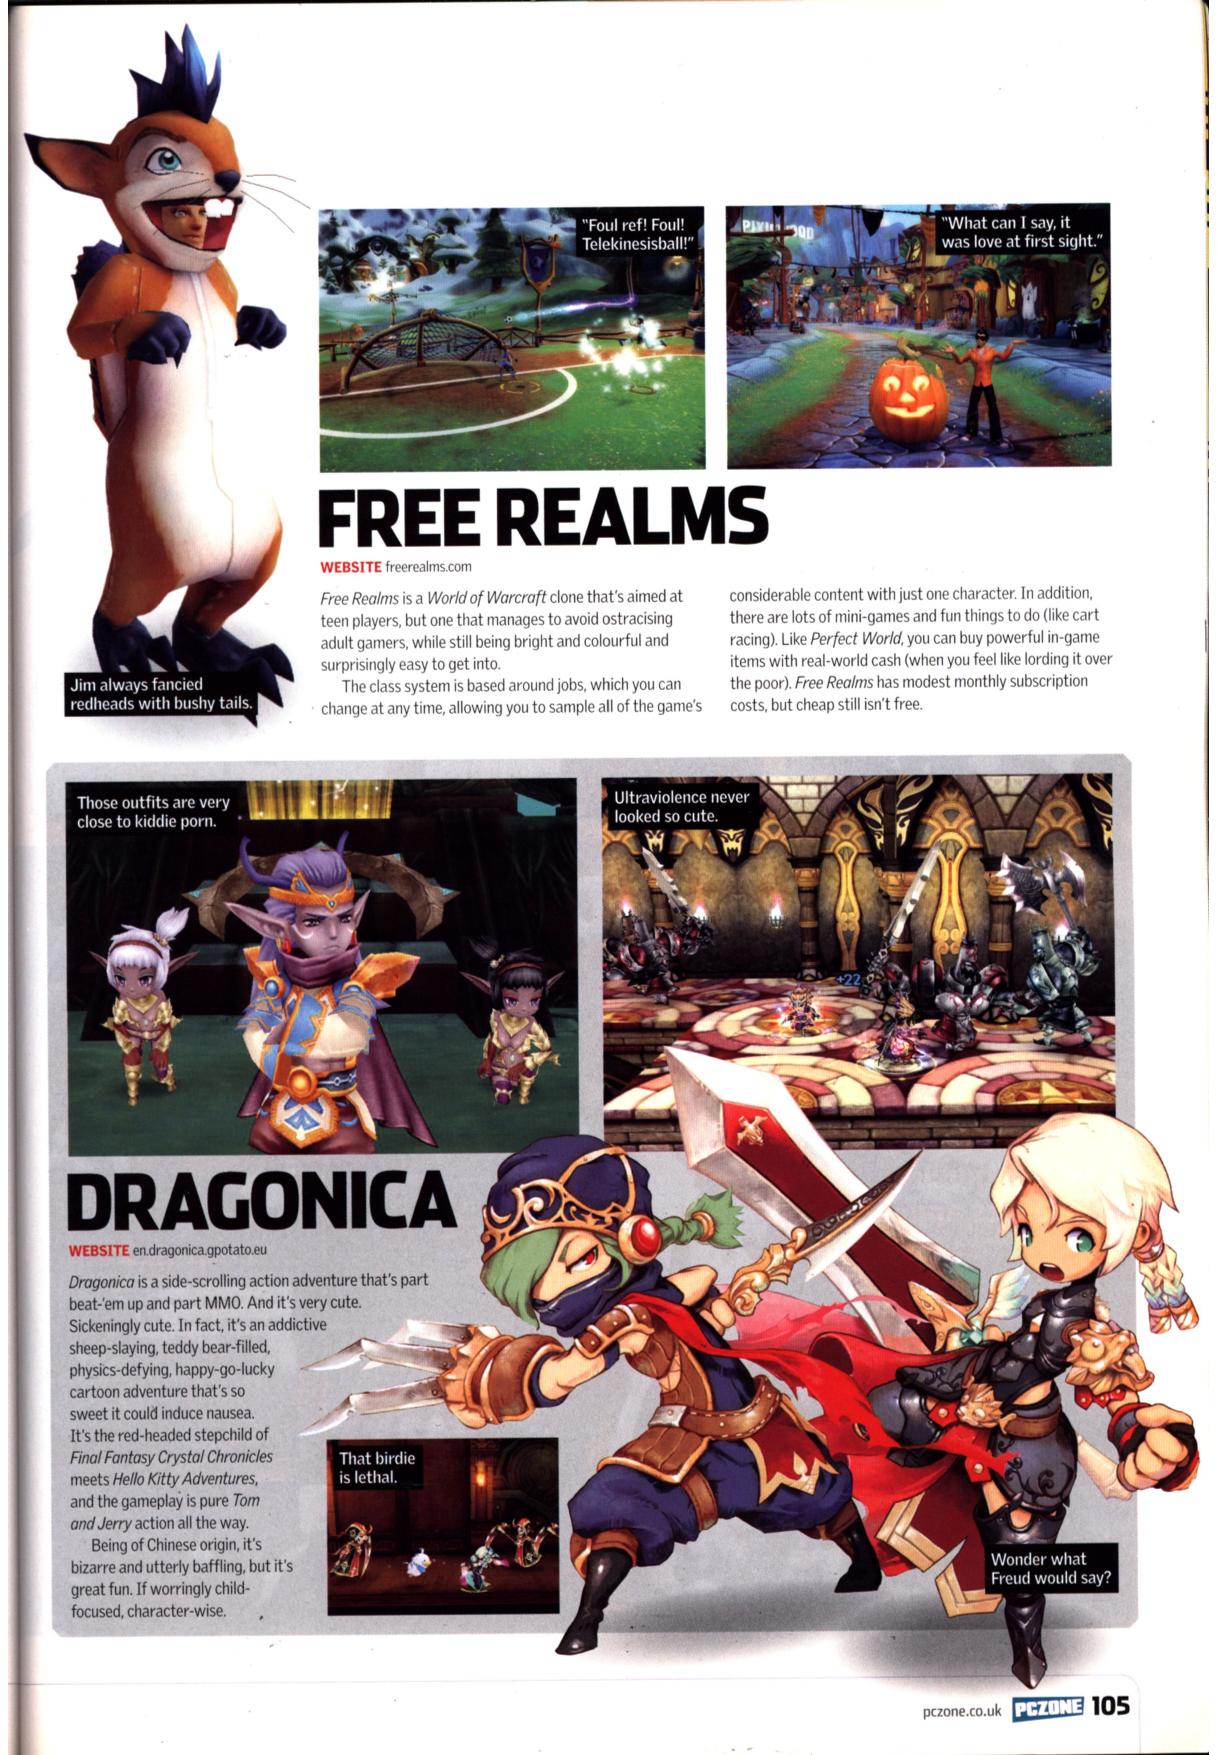 "Foul ref! Foul!
Telekinesisball!"
"What can I say, it
was love at first sight."
FREE REALMS
WEBSITE freerealms.com
Free Realms is a World of Warcraft clone that's aimed at
teen players, but one that manages to avoid ostracising
adult gamers, while still being bright and colourful and
surprisingly easy to get into.
The class system is based around jobs, which you can
change at any time, allowing you to sample all of the game's
considerable content with just one character. In addition,
there are lots of mini-games and fun things to do (like cart
racing). Like Perfect World, you can buy powerful in-game
items with real-world cash (when you feel like lording it over
the poor). Free Realms has modest monthly subscription
costs, but cheap still isn't free.
Jim always fancied
redheads with bushy tails.
Those outfits are very
close to kiddie porn.
Ultraviolence never
looked so cute.
+22
DRAGONICA
WEBSITE en.dragonica.gpotato.eu
Dragonica is a side-scrolling action adventure that's part
beat-'em up and part MMO. And it's very cute.
Sickeningly cute. In fact, it's an addictive
sheep-slaying, teddy bear-filled,
physics-defying, happy-go-lucky
cartoon adventure that's so
sweet it could induce nausea.
It's the red-headed stepchild of
Final Fantasy Crystal Chronicles
meets Hello Kitty Adventures,
and the gameplay is pure Tom
and Jerry action all the way.
Being of Chinese origin, it's
bizarre and utterly baffling, but it's
great fun. If worringly child-
focused, character-wise.
That birdie
is lethal.
Wonder what
Freud would say?
pczone.co.uk PCZONE 105